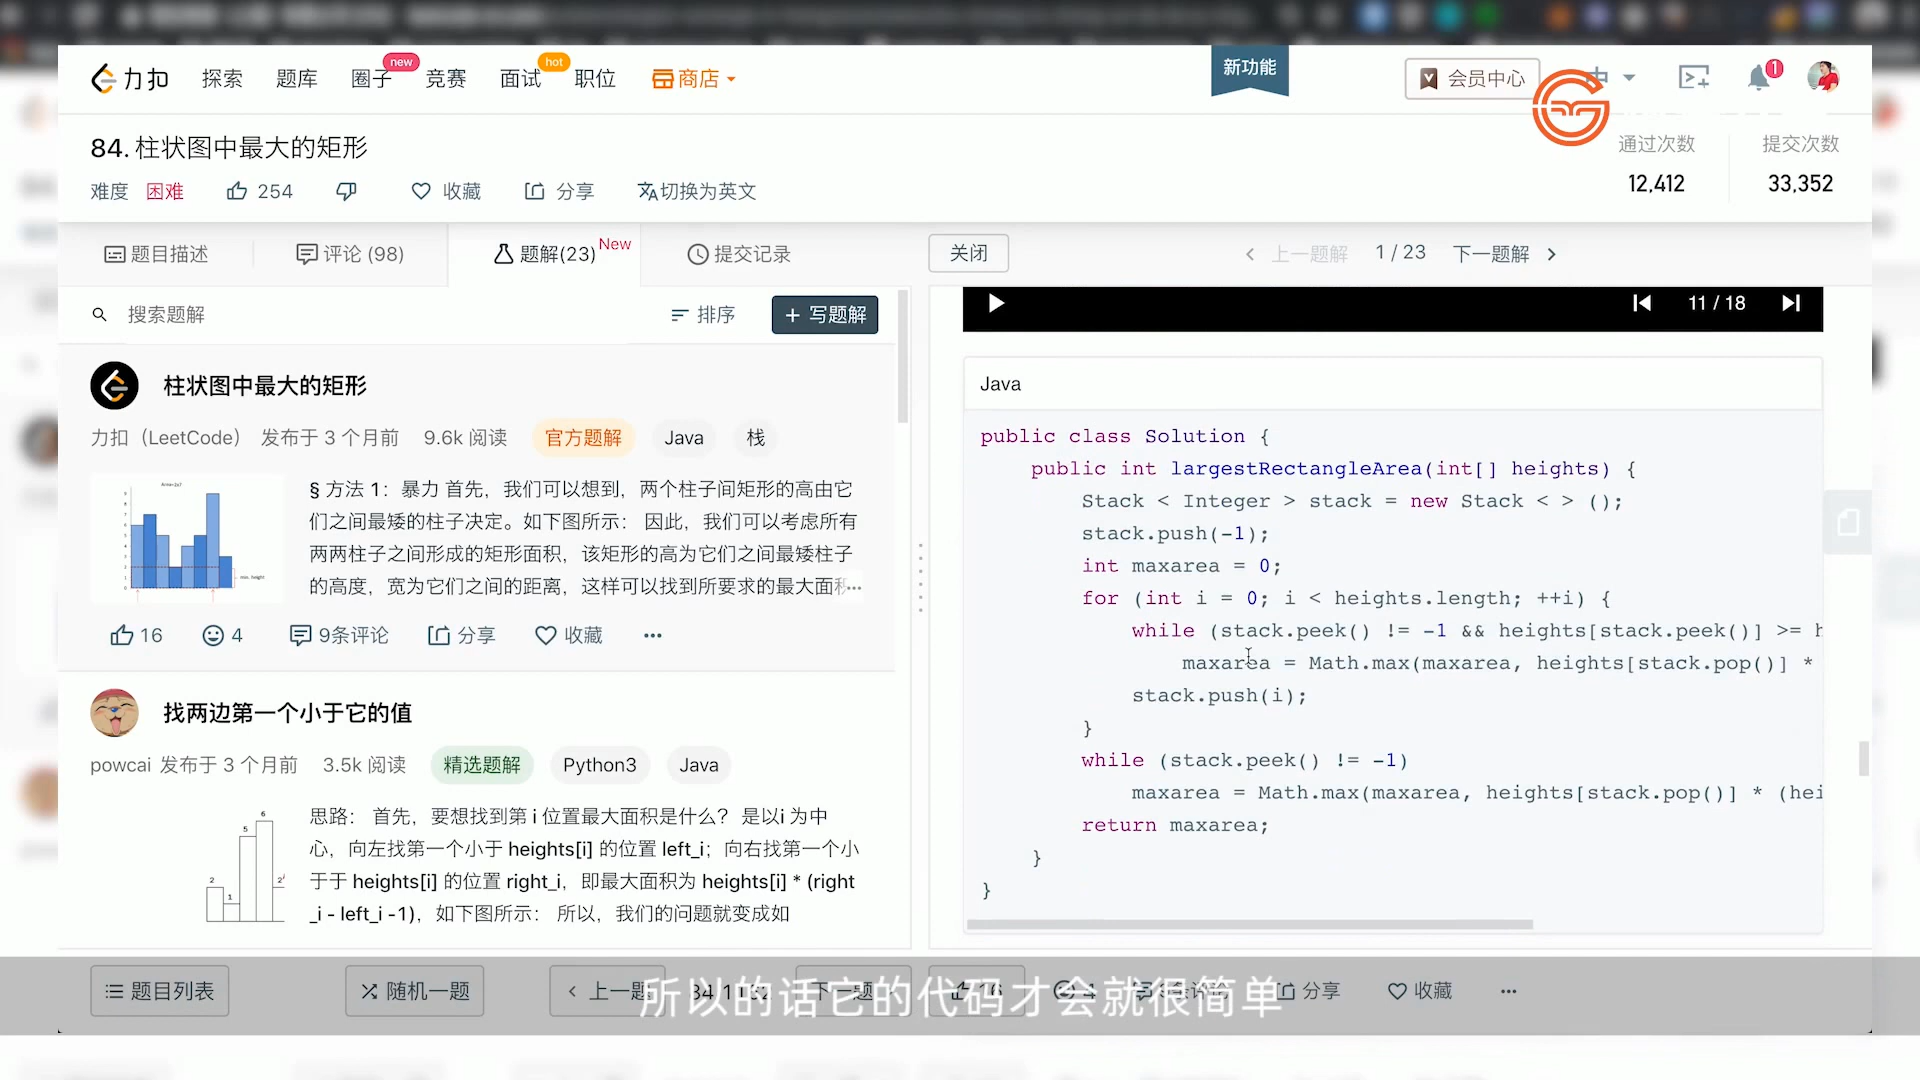 力扣 探索 题库 圈子 new 竞赛 面试 hot 职位 商店 新功能 会员中心 中 1
84. 柱状图中最大的矩形
通过次数 提交次数
难度 困难 254 收藏 分享 切换为英文
12,412 33,352
题目描述 评论 (98) 题解(23) New 提交记录
关闭 上一题解 1 / 23 下一题解
搜索题解 排序 + 写题解
11 / 18
柱状图中最大的矩形
力扣 (LeetCode) 发布于 3 个月前 9.6k 阅读 官方题解 Java 栈
§ 方法 1：暴力 首先，我们可以想到，两个柱子间矩形的高由它
们之间最矮的柱子决定。如下图所示： 因此，我们可以考虑所有
两两柱子之间形成的矩形面积，该矩形的高为它们之间最矮柱子
的高度，宽为它们之间的距离，这样可以找到所要求的最大面积...
16 4 9条评论 分享 收藏 ...
找两边第一个小于它的值
powcai 发布于 3 个月前 3.5k 阅读 精选题解 Python3 Java
思路： 首先，要想找到第 i 位置最大面积是什么？ 是以i 为中
心，向左找第一个小于 heights[i] 的位置 left_i；向右找第一个小
于于 heights[i] 的位置 right_i，即最大面积为 heights[i] * (right
_i - left_i -1)，如下图所示： 所以，我们的问题就变成如
2 1 5 6 2
Java
public class Solution {
public int largestRectangleArea(int[] heights) {
Stack < Integer > stack = new Stack < > ();
stack.push(-1);
int maxarea = 0;
for (int i = 0; i < heights.length; ++i) {
while (stack.peek() != -1 && heights[stack.peek()] >= h
maxarea = Math.max(maxarea, heights[stack.pop()] *
stack.push(i);
}
while (stack.peek() != -1)
maxarea = Math.max(maxarea, heights[stack.pop()] * (hei
return maxarea;
}
}
题目列表 随机一题 上一题 下一题 分享 收藏 ...
所以的话它的代码才会就很简单